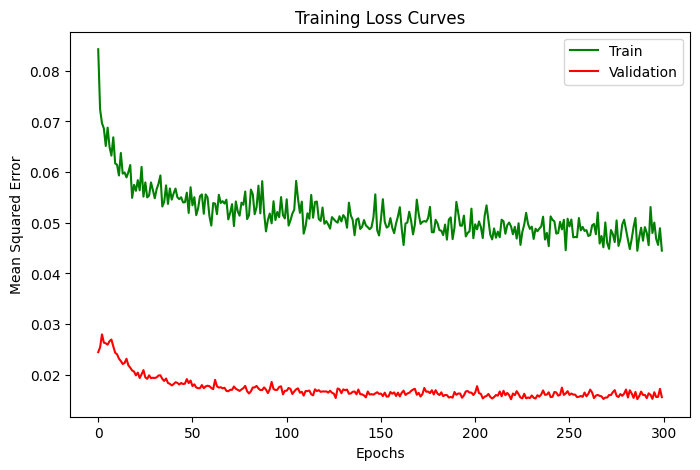 Training Loss Curves
Train
Validation
Mean Squared Error
0.08
0.07
0.06
0.05
0.04
0.03
0.02
0 50 100 150 200 250 300
Epochs